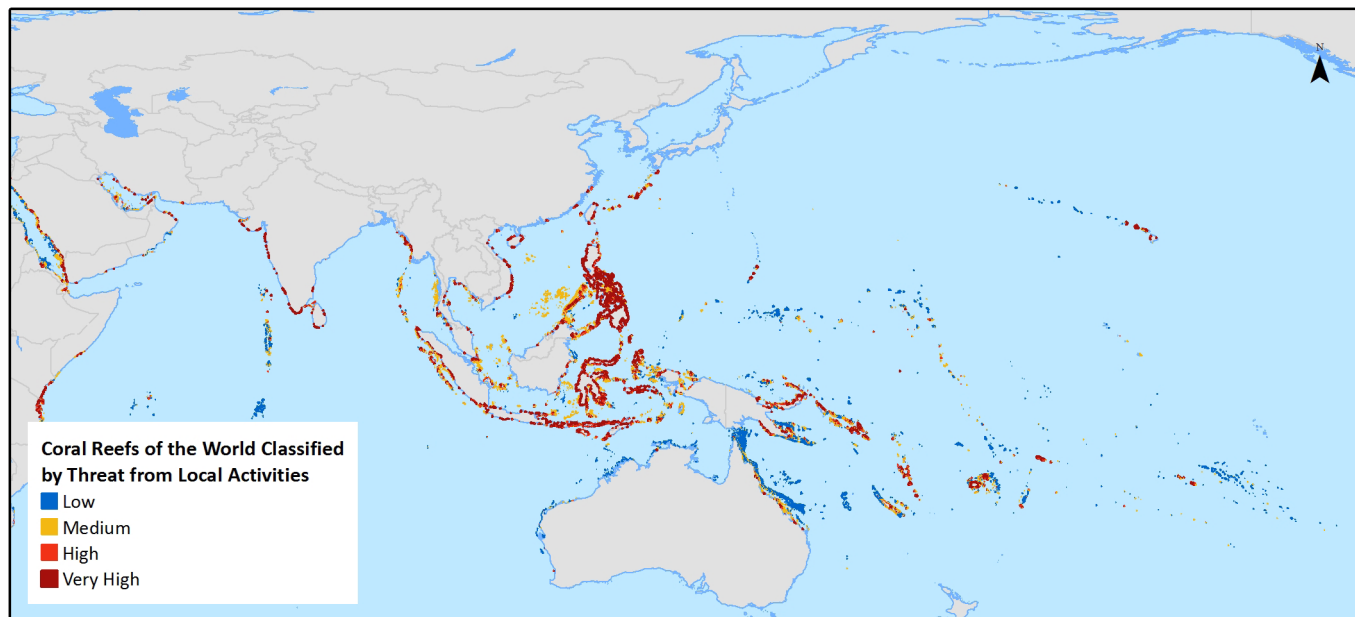 N
Coral Reefs of the World Classified
by Threat from Local Activities
Low
Medium
High
Very High